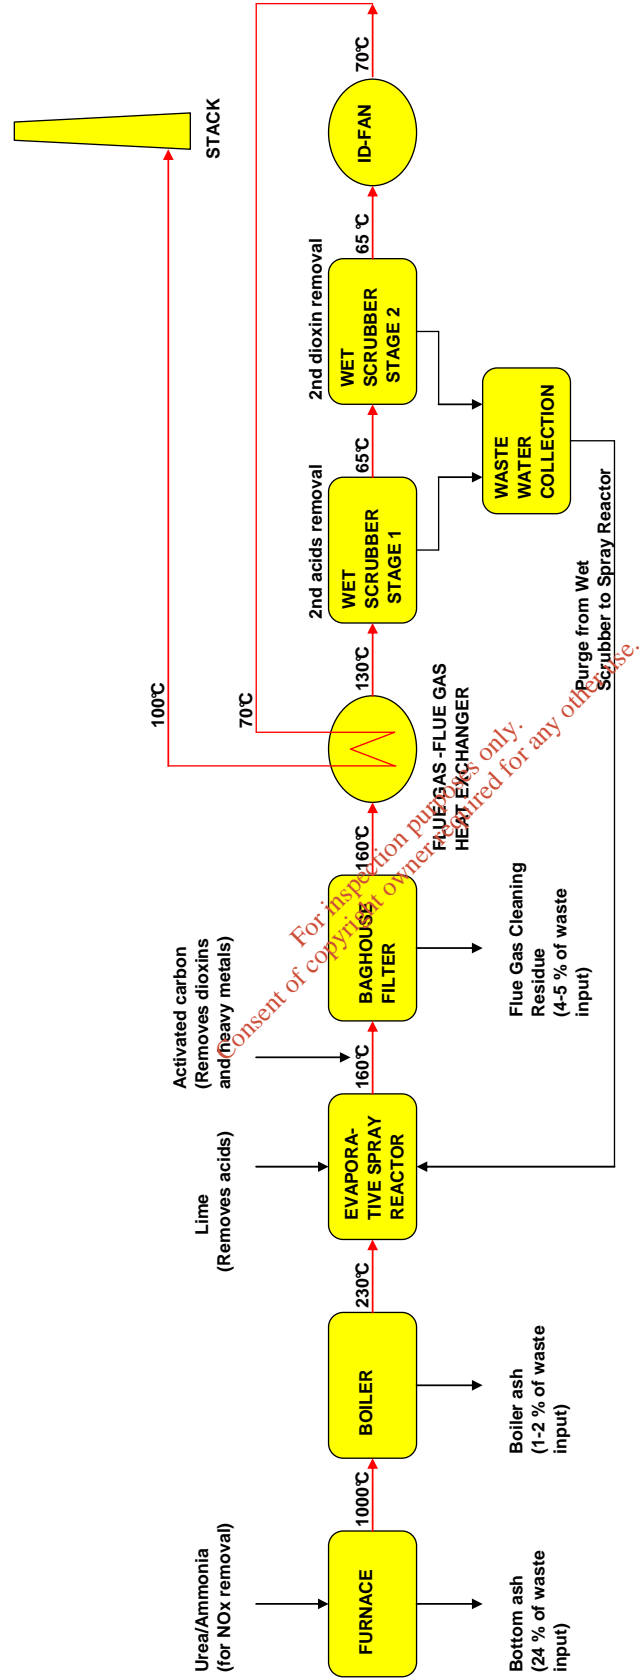 Urea/Ammonia
(for NOx removal)
FURNACE
Bottom ash
(24 % of waste
input)
1000°C
BOILER
Boiler ash
(1-2 % of waste
input)
230°C
Lime
(Removes acids)
EVAPORA-
TIVE SPRAY
REACTOR
160°C
Activated carbon
(Removes dioxins
and heavy metals)
BAGHOUSE
FILTER
Flue Gas Cleaning
Residue
(4-5 % of waste
input)
160°C
FLUE GAS -FLUE GAS
HEAT EXCHANGER
130°C
2nd acids removal
WET
SCRUBBER
STAGE 1
65°C
2nd dioxin removal
WET
SCRUBBER
STAGE 2
65 °C
ID-FAN
70°C
70°C
100°C
STACK
WASTE
WATER
COLLECTION
Purge from Wet
Scrubber to Spray Reactor
For inspection purposes only.
Consent of copyright owner required for any other use.